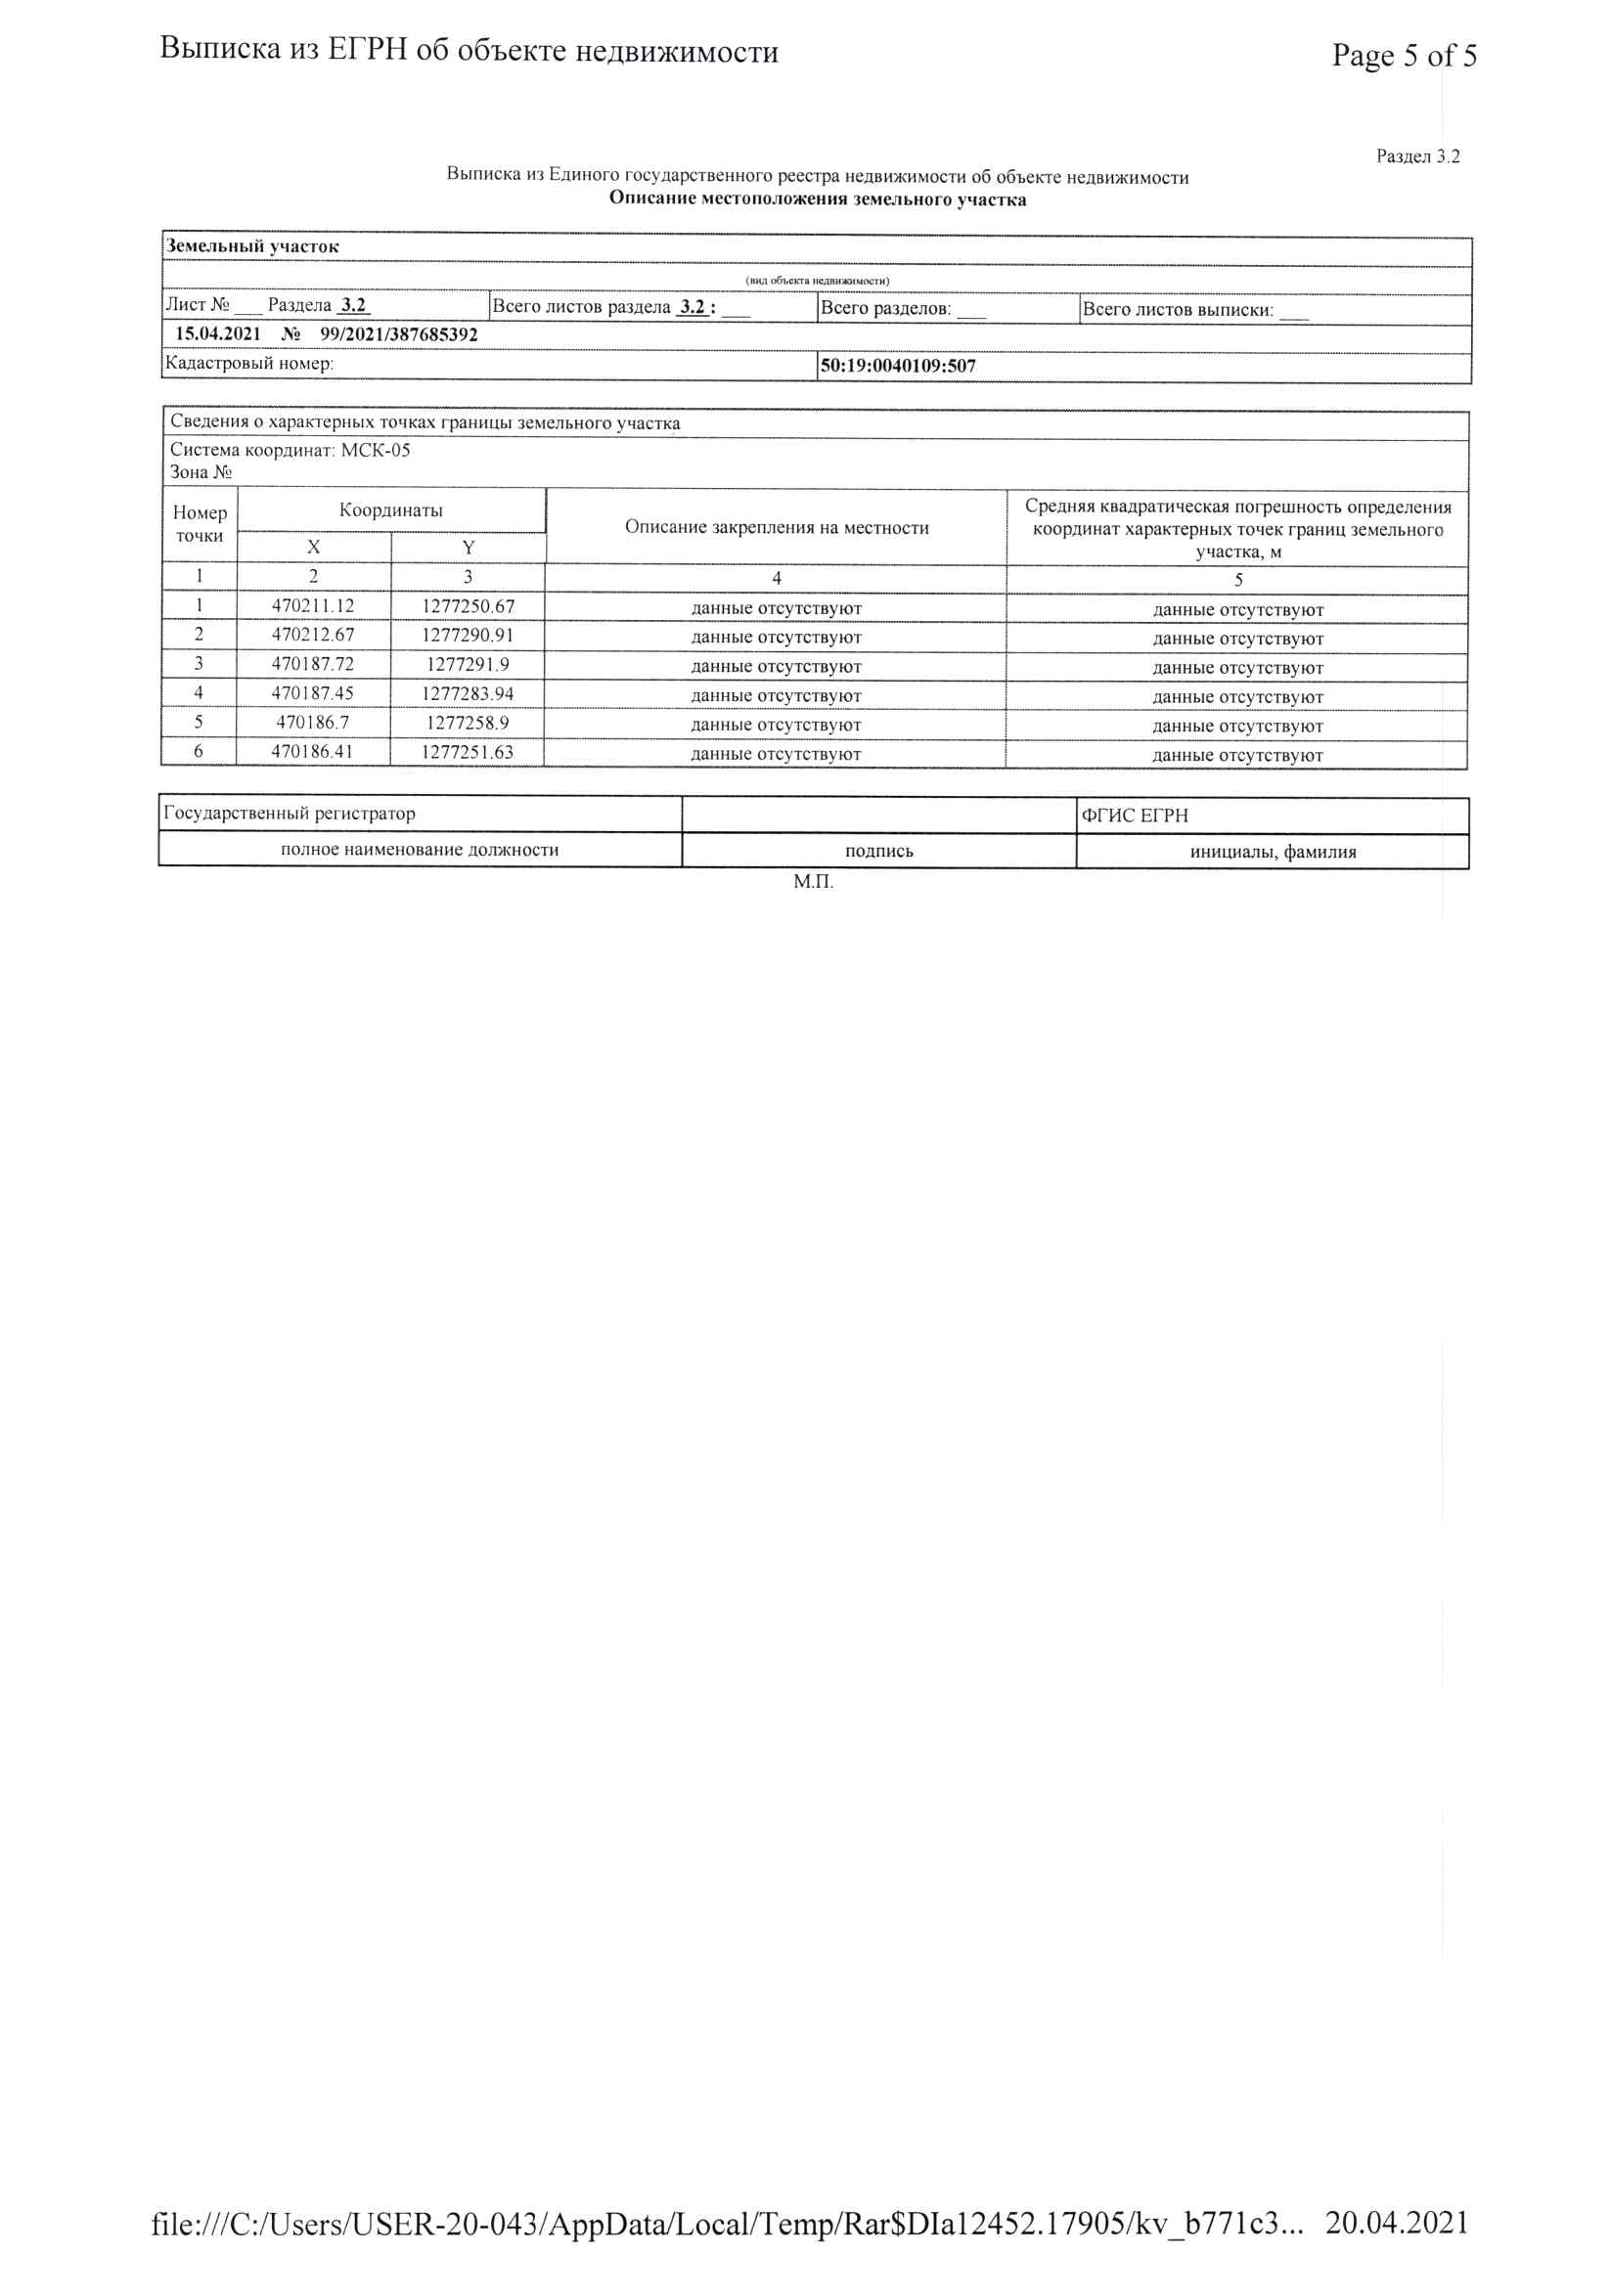 Выписка из ЕГРН об объекте недвижимости Page 5 of 5
Раздел 3.2
Выписка из Единого государственного реестра недвижимости об объекте недвижимости
Описание местоположения земельного участка
Земельный участок
(вид объекта недвижимости)
Лист № ___ Раздела 3.2 Всего листов раздела 3.2 : ___ Всего разделов: ___ Всего листов выписки: ___
15.04.2021 № 99/2021/387685392
Кадастровый номер: 50:19:0040109:507
Сведения о характерных точках границы земельного участка
Система координат: МСК-05
Зона №
Номер точки Координаты Описание закрепления на местности Средняя квадратическая погрешность определения координат характерных точек границ земельного участка, м
X Y
1 2 3 4 5
1 470211.12 1277250.67 данные отсутствуют данные отсутствуют
2 470212.67 1277290.91 данные отсутствуют данные отсутствуют
3 470187.72 1277291.9 данные отсутствуют данные отсутствуют
4 470187.45 1277283.94 данные отсутствуют данные отсутствуют
5 470186.7 1277258.9 данные отсутствуют данные отсутствуют
6 470186.41 1277251.63 данные отсутствуют данные отсутствуют
Государственный регистратор ФГИС ЕГРН
полное наименование должности подпись инициалы, фамилия
М.П.
file:///C:/Users/USER-20-043/AppData/Local/Temp/Rar$DIa12452.17905/kv_b771c3... 20.04.2021